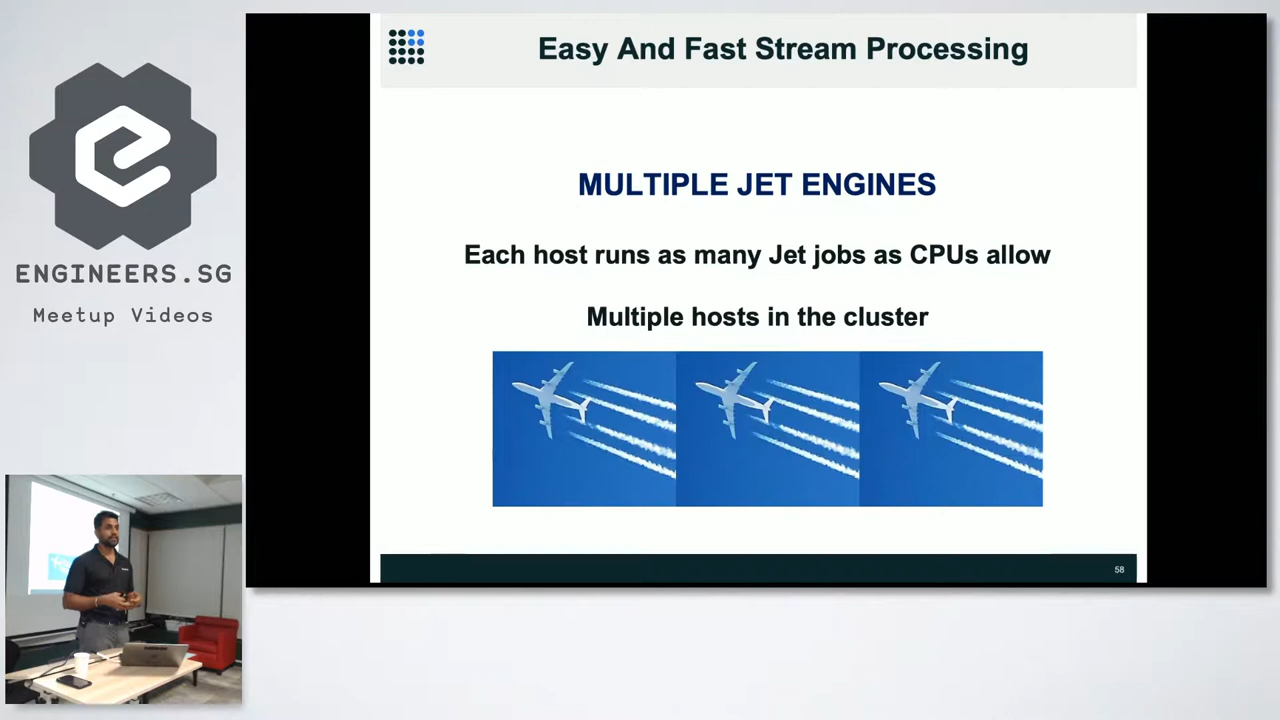 Easy And Fast Stream Processing
MULTIPLE JET ENGINES
Each host runs as many Jet jobs as CPUs allow
Multiple hosts in the cluster
58
ENGINEERS.SG
Meetup Videos